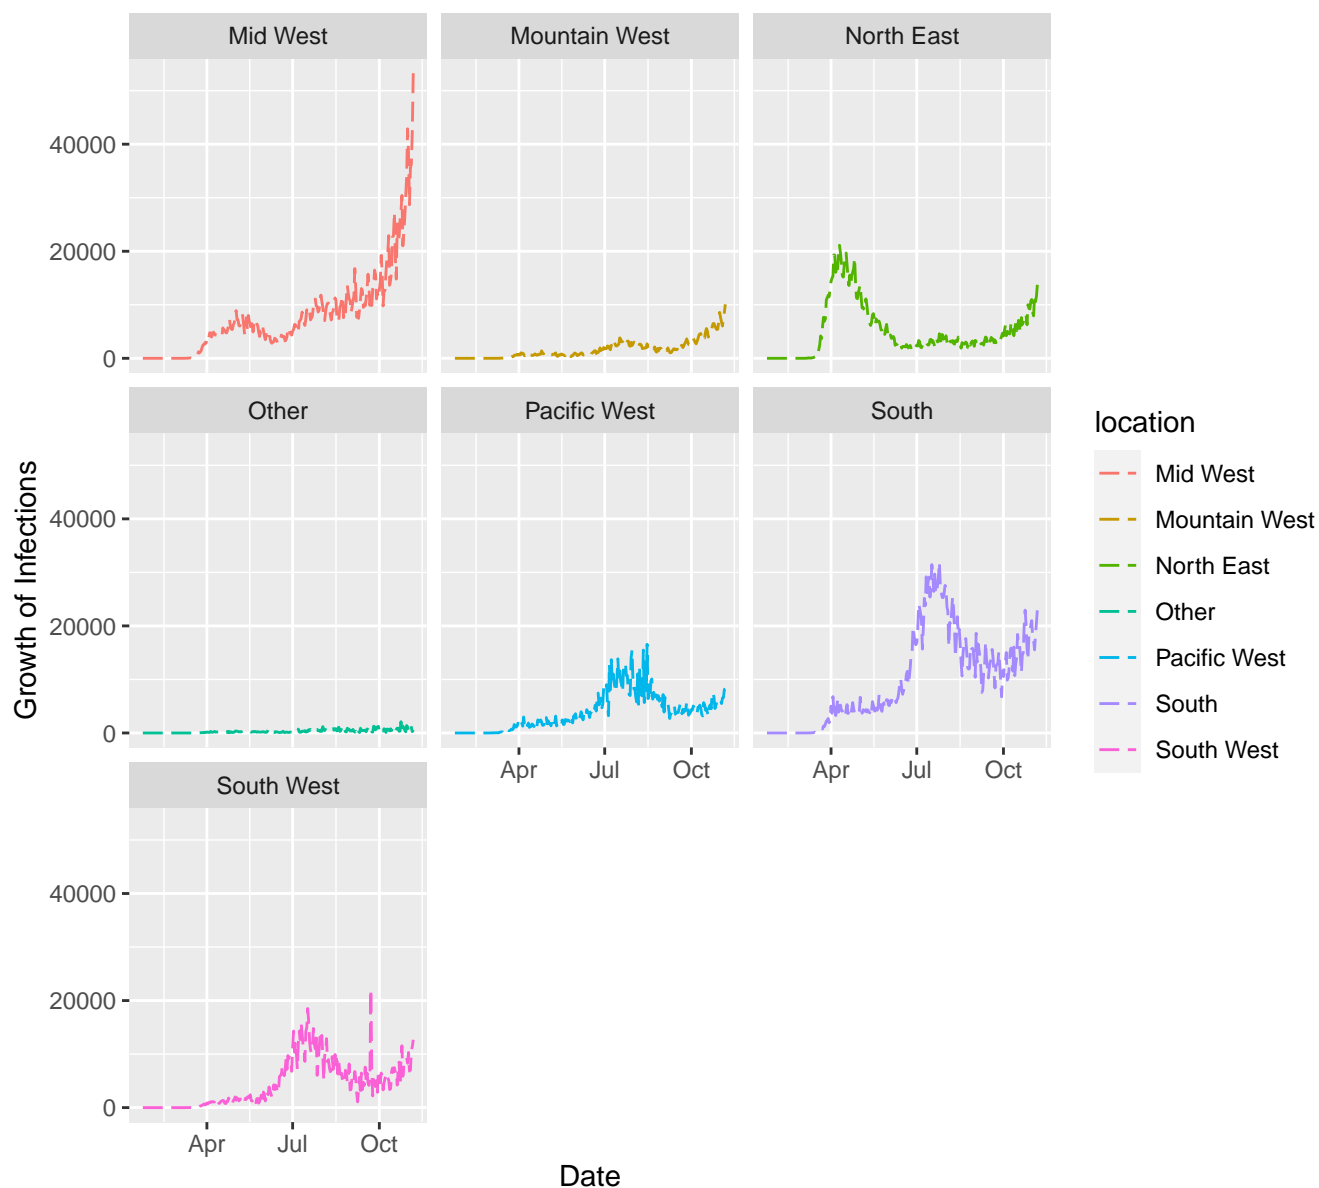 Mid West
Mountain West
North East
40000
20000
0
Other
Pacific West
South
40000
20000
0
Apr
Jul
Oct
Apr
Jul
Oct
South West
40000
20000
0
Apr
Jul
Oct
Growth of Infections
Date
location
Mid West
Mountain West
North East
Other
Pacific West
South
South West